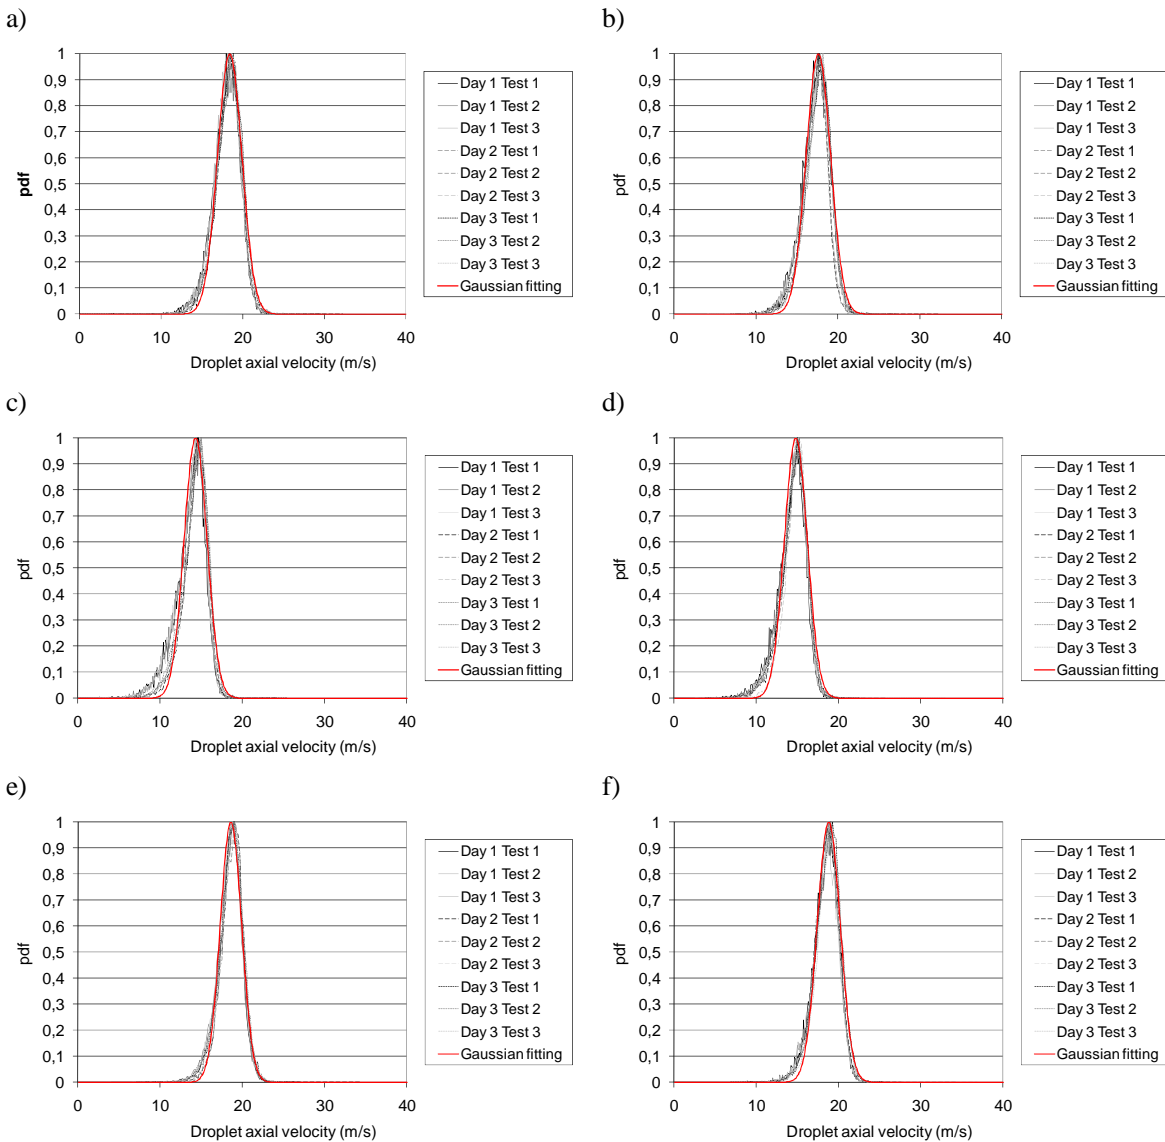 a)
1
0,9
0,8
0,7
0,6
0,5
0,4
0,3
0,2
0,1
0
pdf
0 10 20 30 40
Droplet axial velocity (m/s)
Day 1 Test 1
Day 1 Test 2
Day 1 Test 3
Day 2 Test 1
Day 2 Test 2
Day 2 Test 3
Day 3 Test 1
Day 3 Test 2
Day 3 Test 3
Gaussian fitting
b)
1
0,9
0,8
0,7
0,6
0,5
0,4
0,3
0,2
0,1
0
pdf
0 10 20 30 40
Droplet axial velocity (m/s)
Day 1 Test 1
Day 1 Test 2
Day 1 Test 3
Day 2 Test 1
Day 2 Test 2
Day 2 Test 3
Day 3 Test 1
Day 3 Test 2
Day 3 Test 3
Gaussian fitting
c)
1
0,9
0,8
0,7
0,6
0,5
0,4
0,3
0,2
0,1
0
pdf
0 10 20 30 40
Droplet axial velocity (m/s)
Day 1 Test 1
Day 1 Test 2
Day 1 Test 3
Day 2 Test 1
Day 2 Test 2
Day 2 Test 3
Day 3 Test 1
Day 3 Test 2
Day 3 Test 3
Gaussian fitting
d)
1
0,9
0,8
0,7
0,6
0,5
0,4
0,3
0,2
0,1
0
pdf
0 10 20 30 40
Droplet axial velocity (m/s)
Day 1 Test 1
Day 1 Test 2
Day 1 Test 3
Day 2 Test 1
Day 2 Test 2
Day 2 Test 3
Day 3 Test 1
Day 3 Test 2
Day 3 Test 3
Gaussian fitting
e)
1
0,9
0,8
0,7
0,6
0,5
0,4
0,3
0,2
0,1
0
pdf
0 10 20 30 40
Droplet axial velocity (m/s)
Day 1 Test 1
Day 1 Test 2
Day 1 Test 3
Day 2 Test 1
Day 2 Test 2
Day 2 Test 3
Day 3 Test 1
Day 3 Test 2
Day 3 Test 3
Gaussian fitting
f)
1
0,9
0,8
0,7
0,6
0,5
0,4
0,3
0,2
0,1
0
pdf
0 10 20 30 40
Droplet axial velocity (m/s)
Day 1 Test 1
Day 1 Test 2
Day 1 Test 3
Day 2 Test 1
Day 2 Test 2
Day 2 Test 3
Day 3 Test 1
Day 3 Test 2
Day 3 Test 3
Gaussian fitting